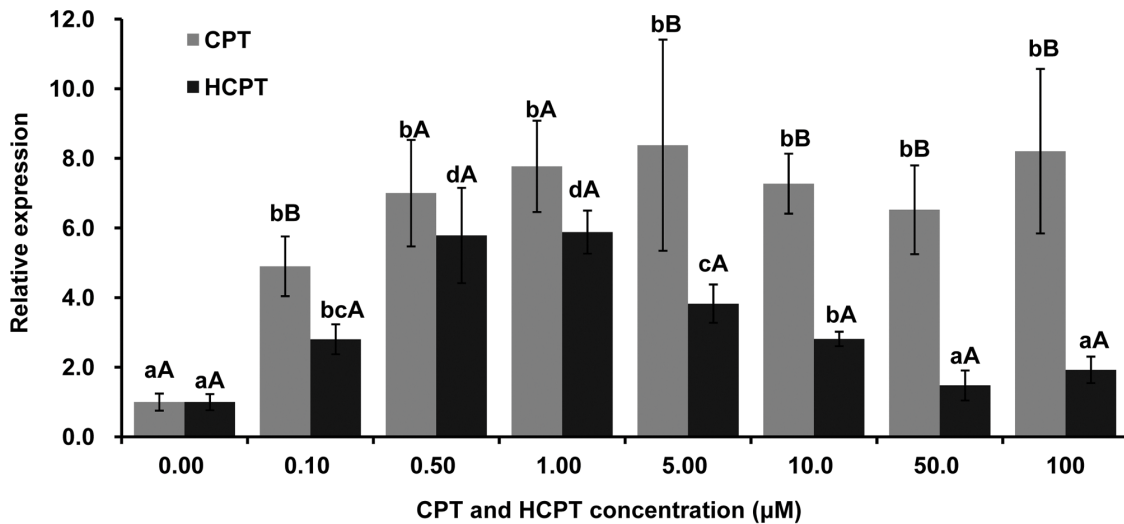 12.0
10.0
8.0
6.0
4.0
2.0
0.0
Relative expression
CPT
HCPT
aA aA
bB bcA
bA dA
bA dA
bB cA
bB bA
bB aA
bB aA
0.00 0.10 0.50 1.00 5.00 10.0 50.0 100
CPT and HCPT concentration (µM)